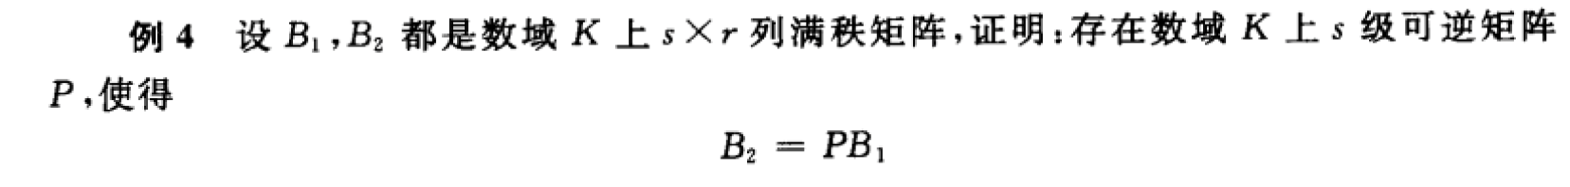 例 4 设 B₁,B₂ 都是数域 K 上 s×r 列满秩矩阵,证明:存在数域 K 上 s 级可逆矩阵
P,使得
B₂ = PB₁